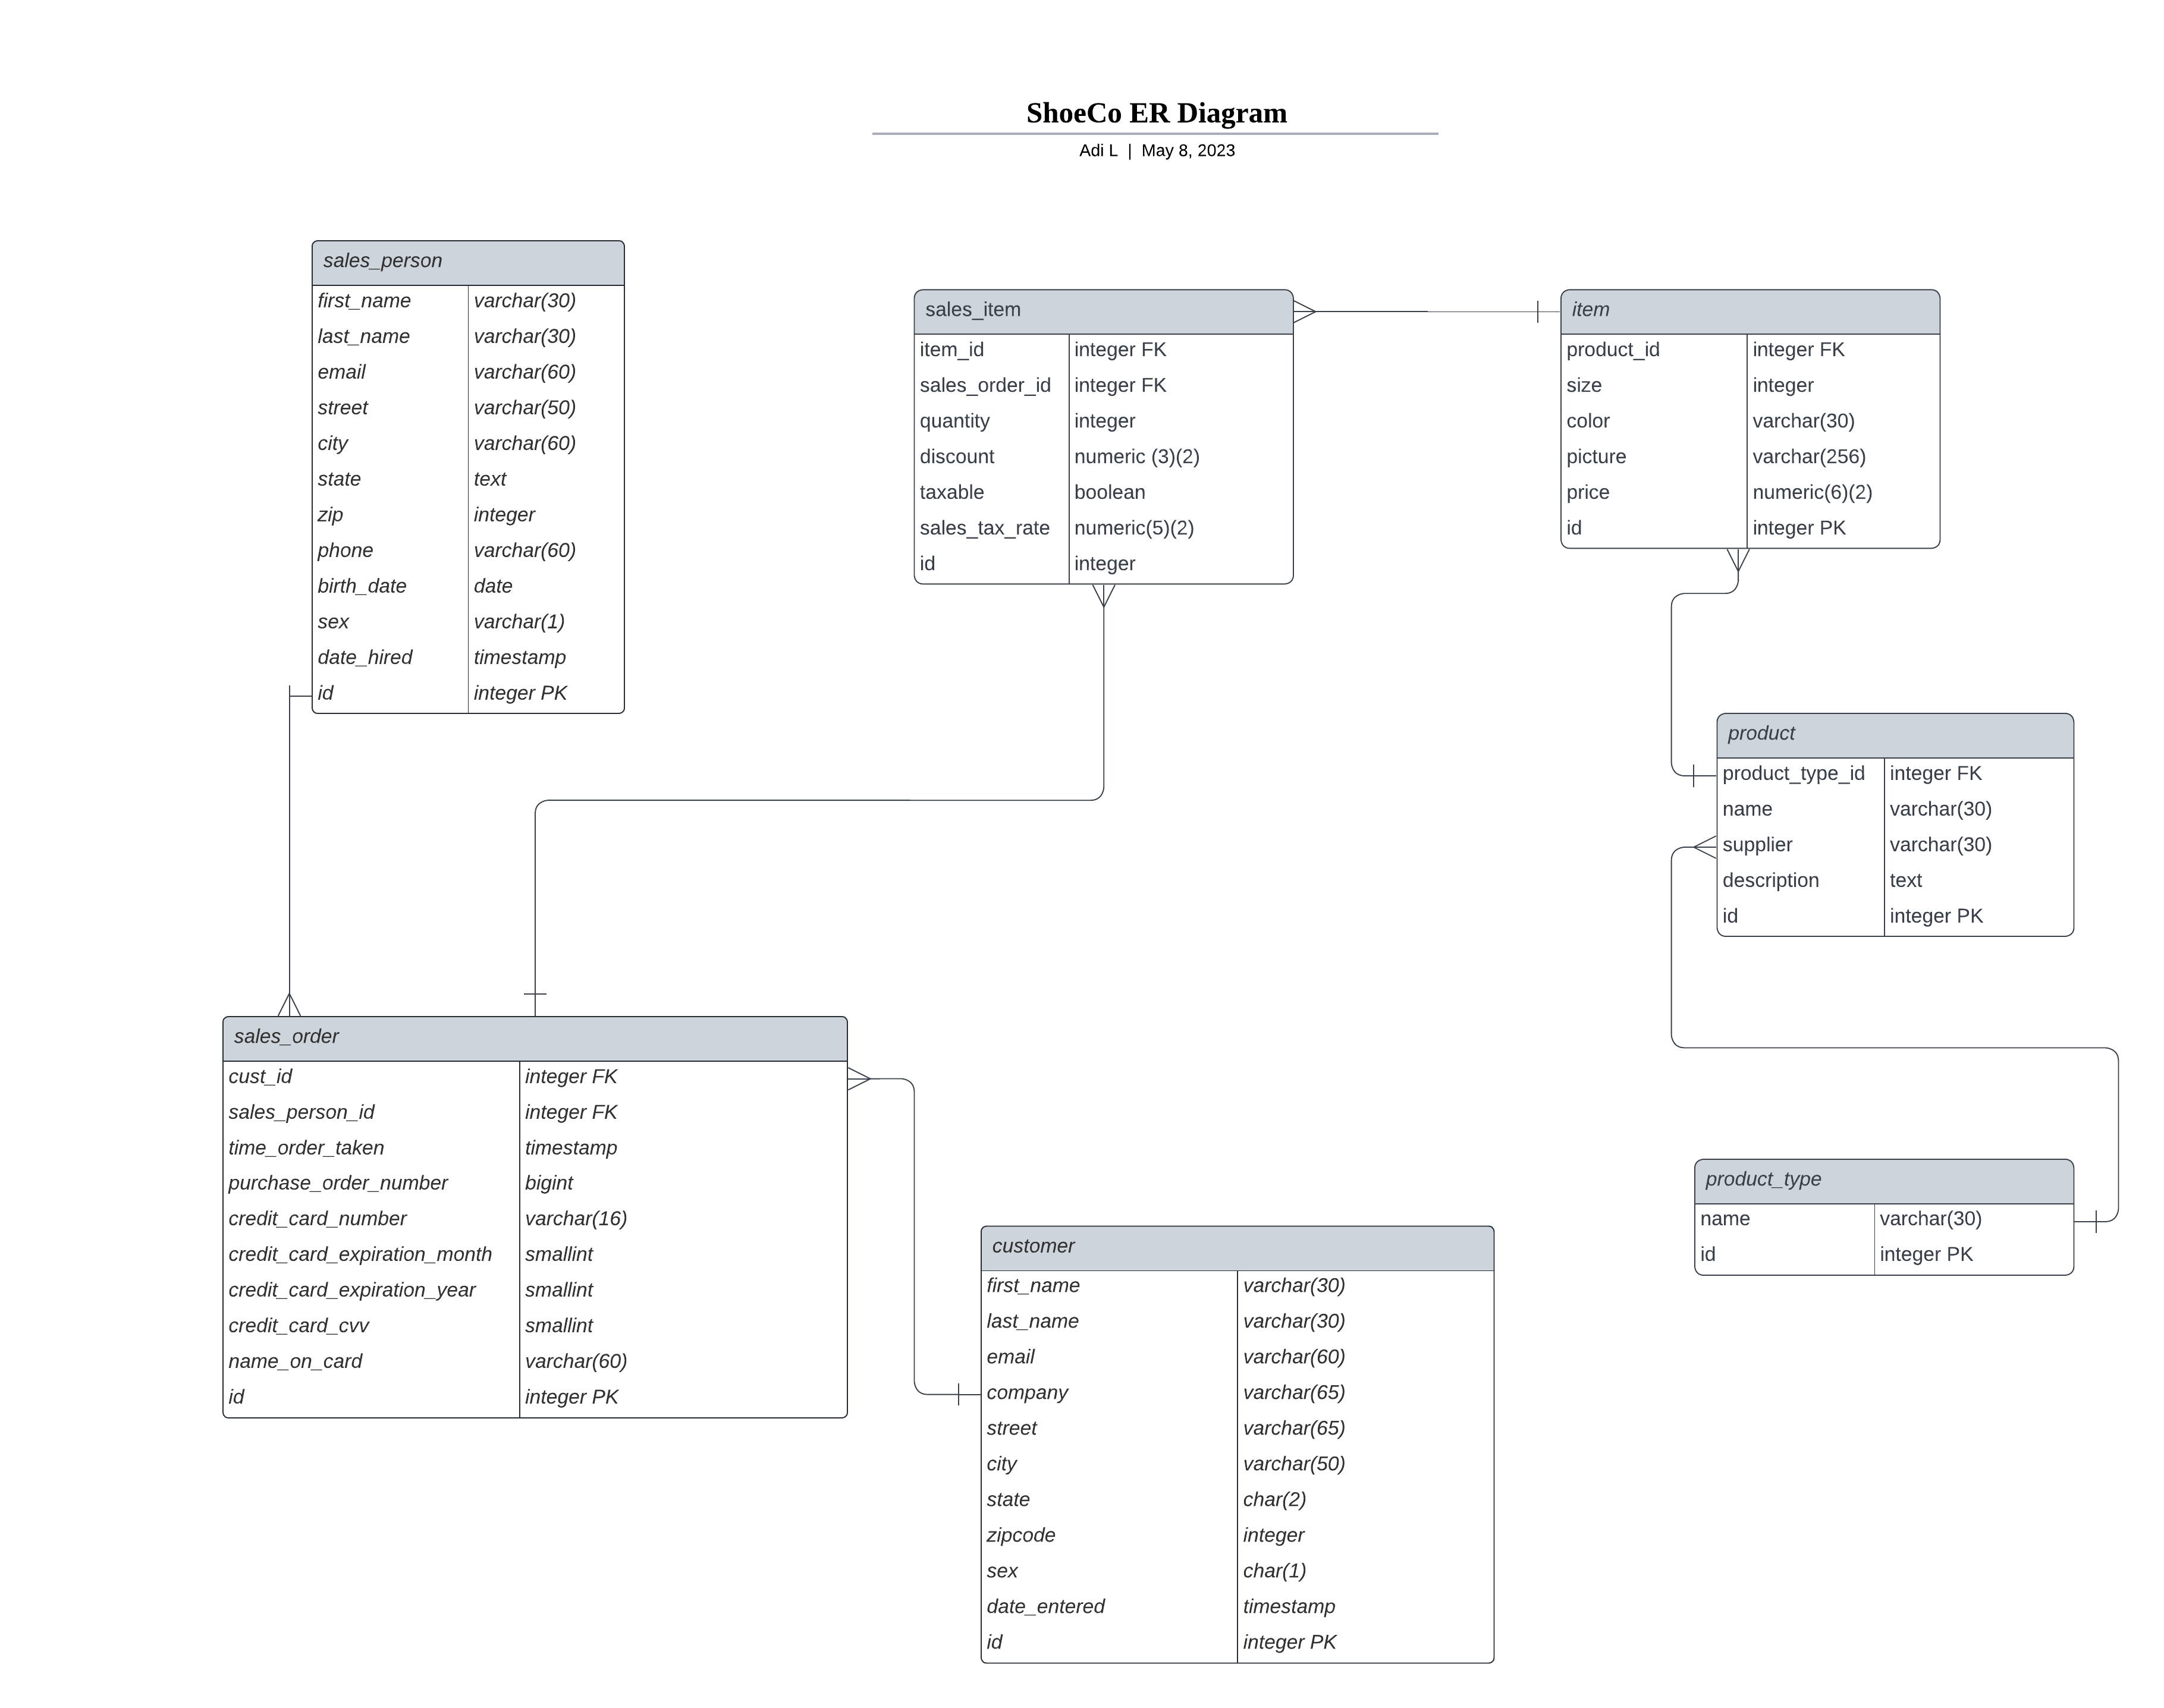 ShoeCo ER Diagram
Adi L | May 8, 2023
sales_person
first_name varchar(30)
last_name varchar(30)
email varchar(60)
street varchar(50)
city varchar(60)
state text
zip integer
phone varchar(60)
birth_date date
sex varchar(1)
date_hired timestamp
id integer PK
sales_item
item_id integer FK
sales_order_id integer FK
quantity integer
discount numeric (3)(2)
taxable boolean
sales_tax_rate numeric(5)(2)
id integer
item
product_id integer FK
size integer
color varchar(30)
picture varchar(256)
price numeric(6)(2)
id integer PK
product
product_type_id integer FK
name varchar(30)
supplier varchar(30)
description text
id integer PK
sales_order
cust_id integer FK
sales_person_id integer FK
time_order_taken timestamp
purchase_order_number bigint
credit_card_number varchar(16)
credit_card_expiration_month smallint
credit_card_expiration_year smallint
credit_card_cvv smallint
name_on_card varchar(60)
id integer PK
product_type
name varchar(30)
id integer PK
customer
first_name varchar(30)
last_name varchar(30)
email varchar(60)
company varchar(65)
street varchar(65)
city varchar(50)
state char(2)
zipcode integer
sex char(1)
date_entered timestamp
id integer PK